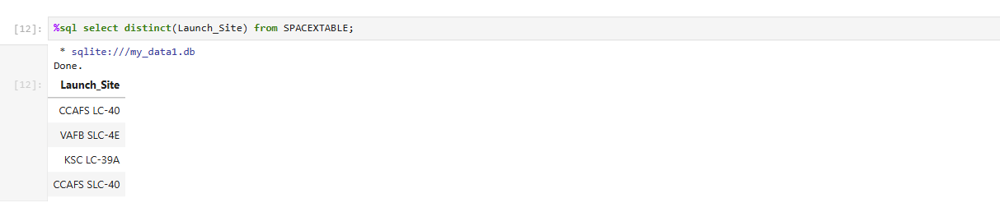 [12]: %sql select distinct(Launch_Site) from SPACEXTABLE;
* sqlite:///my_data1.db
Done.
[12]: Launch_Site
CCAFS LC-40
VAFB SLC-4E
KSC LC-39A
CCAFS SLC-40